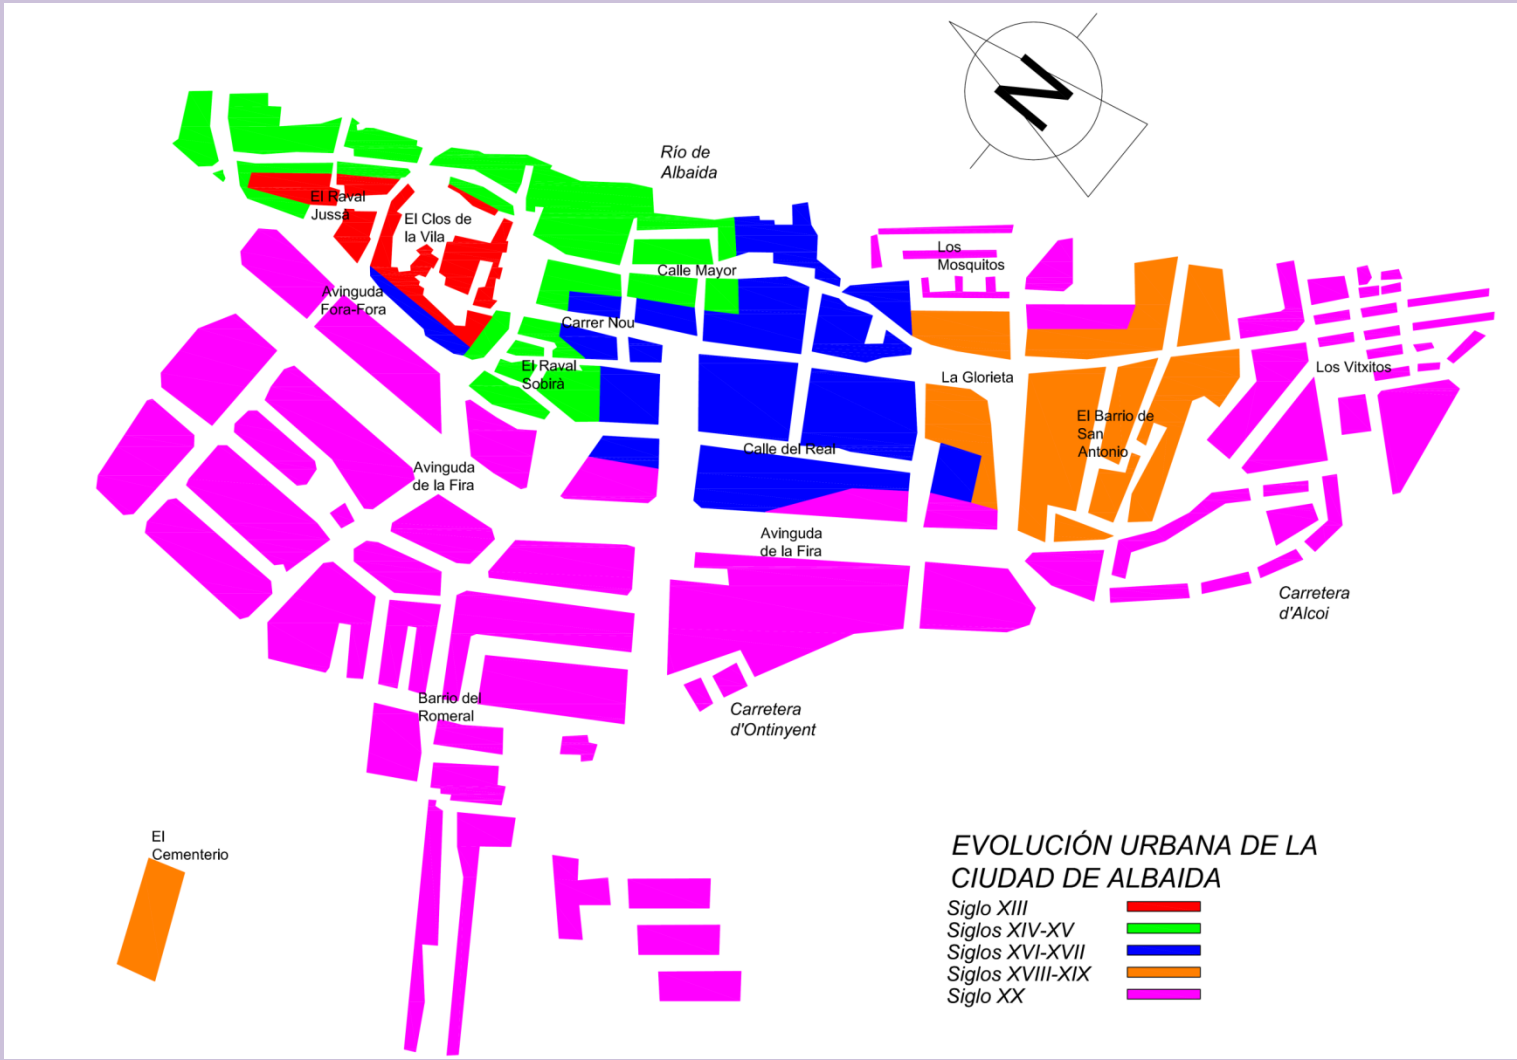 N
Río de
Albaida
El Raval
Jussà
El Clos de
la Vila
Los
Mosquitos
Calle Mayor
Avinguda
Fora-Fora
Carrer Nou
El Raval
Sobirà
La Glorieta
Los Vitxitos
El Barrio de
San
Antonio
Calle del Real
Avinguda
de la Fira
Avinguda
de la Fira
Carretera
d'Alcoi
Barrio del
Romeral
Carretera
d'Ontinyent
El
Cementerio
EVOLUCIÓN URBANA DE LA
CIUDAD DE ALBAIDA
Siglo XIII
Siglos XIV-XV
Siglos XVI-XVII
Siglos XVIII-XIX
Siglo XX